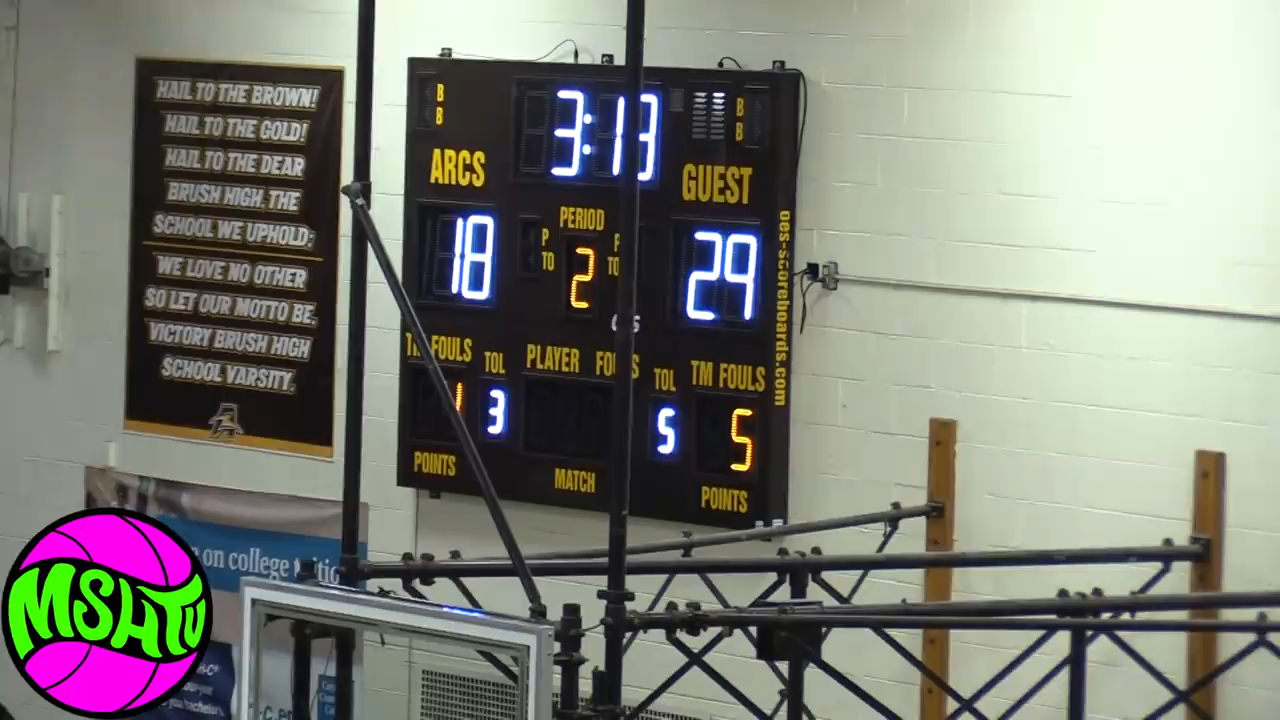 HAIL TO THE BROWN!
HAIL TO THE GOLD!
HAIL TO THE DEAR
BRUSH HIGH, THE
SCHOOL WE UPHOLD;
WE LOVE NO OTHER
SO LET OUR MOTTO BE,
VICTORY BRUSH HIGH
SCHOOL VARSITY.
B
B
3:13
B
B
ARCS
GUEST
18
PERIOD
P
TO
2
P
TO
29
oes-scoreboards.com
TM FOULS
TOL
PLAYER FOULS
TOL
TM FOULS
1
3
5
5
POINTS
MATCH
POINTS
on college tuition
MSHTV